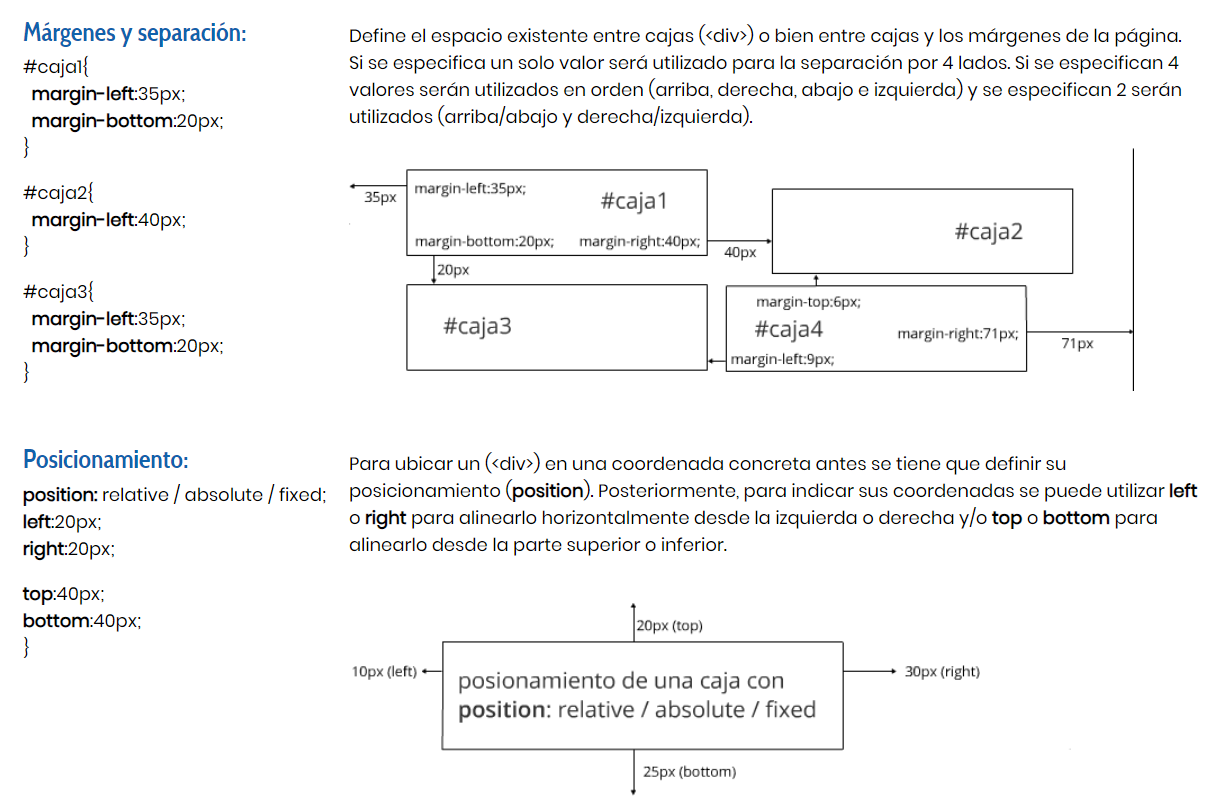 Márgenes y separación:
#caja1{
margin-left:35px;
margin-bottom:20px;
}
#caja2{
margin-left:40px;
}
#caja3{
margin-left:35px;
margin-bottom:20px;
}
Define el espacio existente entre cajas (<div>) o bien entre cajas y los márgenes de la página.
Si se especifica un solo valor será utilizado para la separación por 4 lados. Si se especifican 4
valores serán utilizados en orden (arriba, derecha, abajo e izquierda) y se especifican 2 serán
utilizados (arriba/abajo y derecha/izquierda).
35px
margin-left:35px;
#caja1
margin-bottom:20px; margin-right:40px;
40px
#caja2
20px
#caja3
margin-top:6px;
#caja4
margin-right:71px;
margin-left:9px;
71px
Posicionamiento:
position: relative / absolute / fixed;
left:20px;
right:20px;
top:40px;
bottom:40px;
}
Para ubicar un (<div>) en una coordenada concreta antes se tiene que definir su
posicionamiento (position). Posteriormente, para indicar sus coordenadas se puede utilizar left
o right para alinearlo horizontalmente desde la izquierda o derecha y/o top o bottom para
alinearlo desde la parte superior o inferior.
20px (top)
10px (left)
posionamiento de una caja con
position: relative / absolute / fixed
30px (right)
25px (bottom)